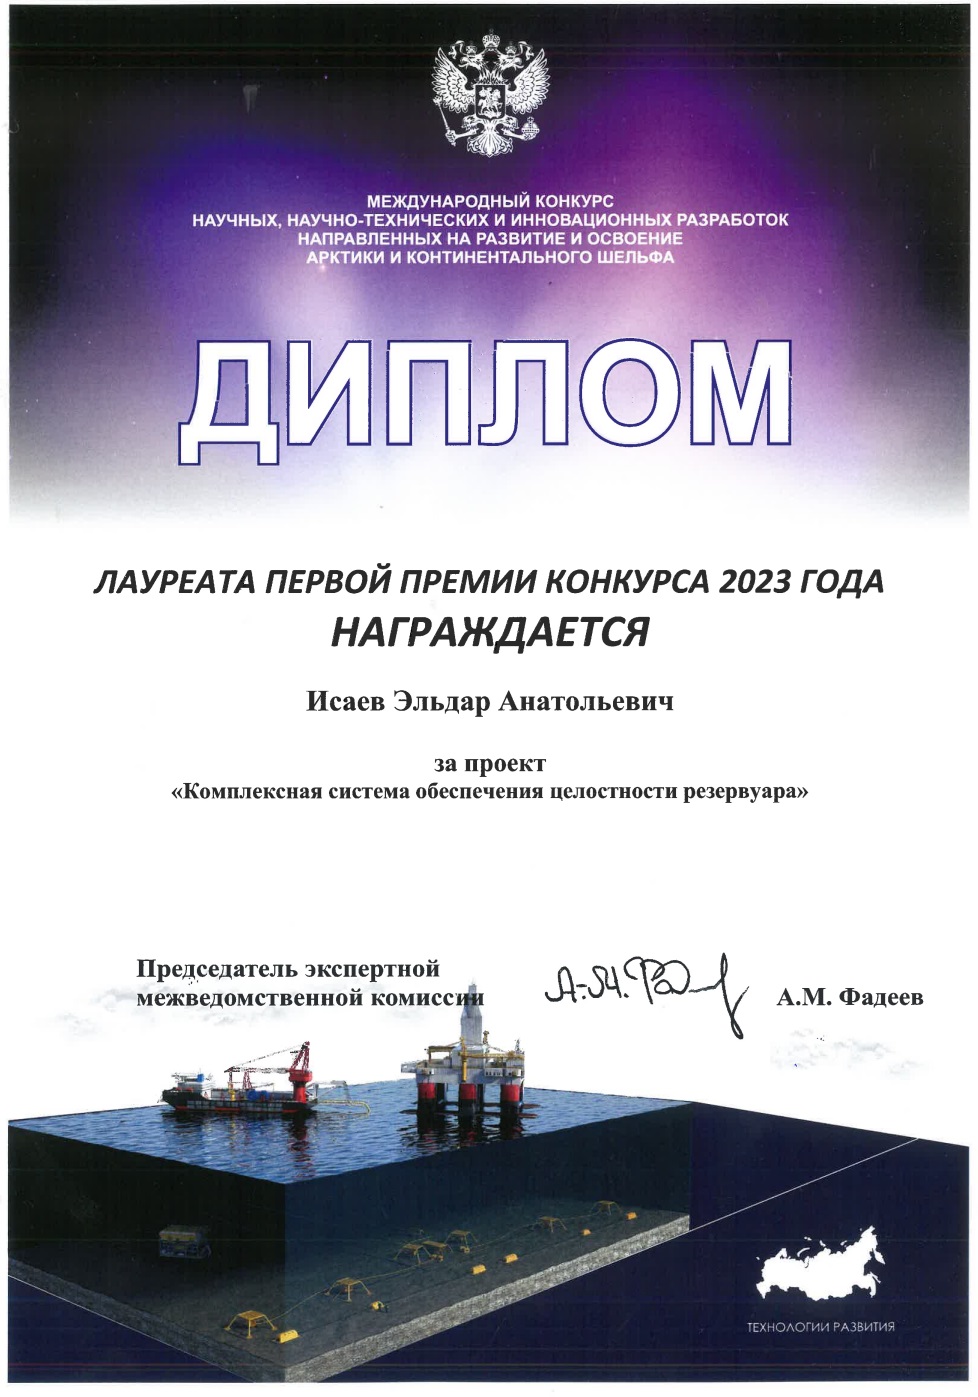 МЕЖДУНАРОДНЫЙ КОНКУРС
НАУЧНЫХ, НАУЧНО-ТЕХНИЧЕСКИХ И ИННОВАЦИОННЫХ РАЗРАБОТОК
НАПРАВЛЕННЫХ НА РАЗВИТИЕ И ОСВОЕНИЕ
АРКТИКИ И КОНТИНЕНТАЛЬНОГО ШЕЛЬФА
ДИПЛОМ
ЛАУРЕАТА ПЕРВОЙ ПРЕМИИ КОНКУРСА 2023 ГОДА
НАГРАЖДАЕТСЯ
Исаев Эльдар Анатольевич
за проект
«Комплексная система обеспечения целостности резервуара»
Председатель экспертной
межведомственной комиссии
А.М. Фадеев
ТЕХНОЛОГИИ РАЗВИТИЯ